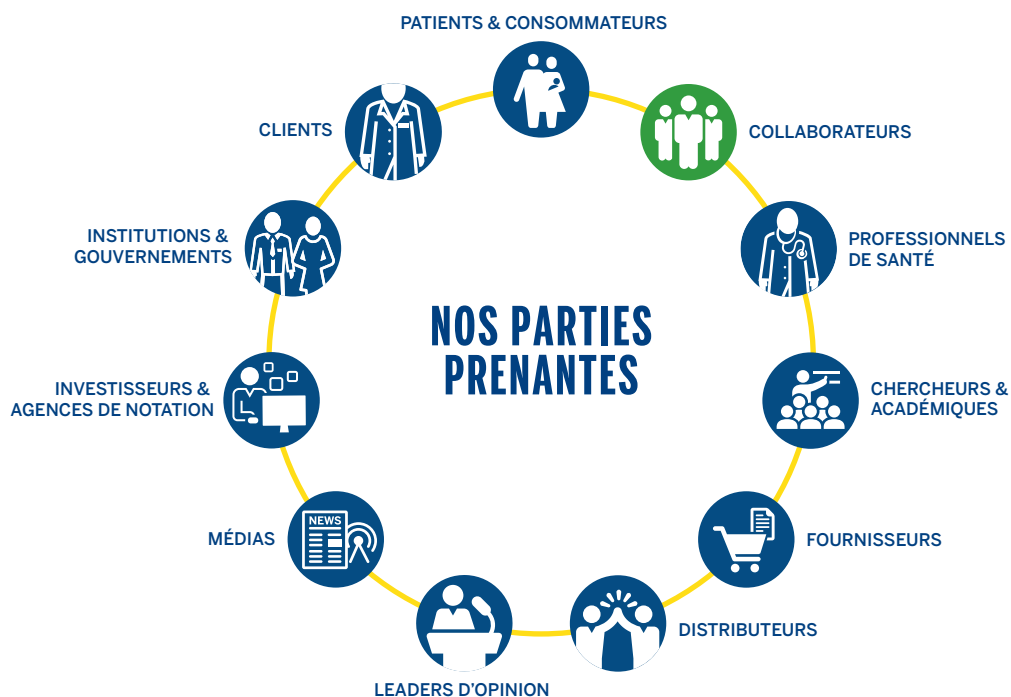 PATIENTS & CONSOMMATEURS
CLIENTS
COLLABORATEURS
INSTITUTIONS &
GOUVERNEMENTS
PROFESSIONNELS
DE SANTÉ
NOS PARTIES
PRENANTES
INVESTISSEURS &
AGENCES DE NOTATION
CHERCHEURS &
ACADÉMIQUES
MÉDIAS
NEWS
FOURNISSEURS
DISTRIBUTEURS
LEADERS D'OPINION